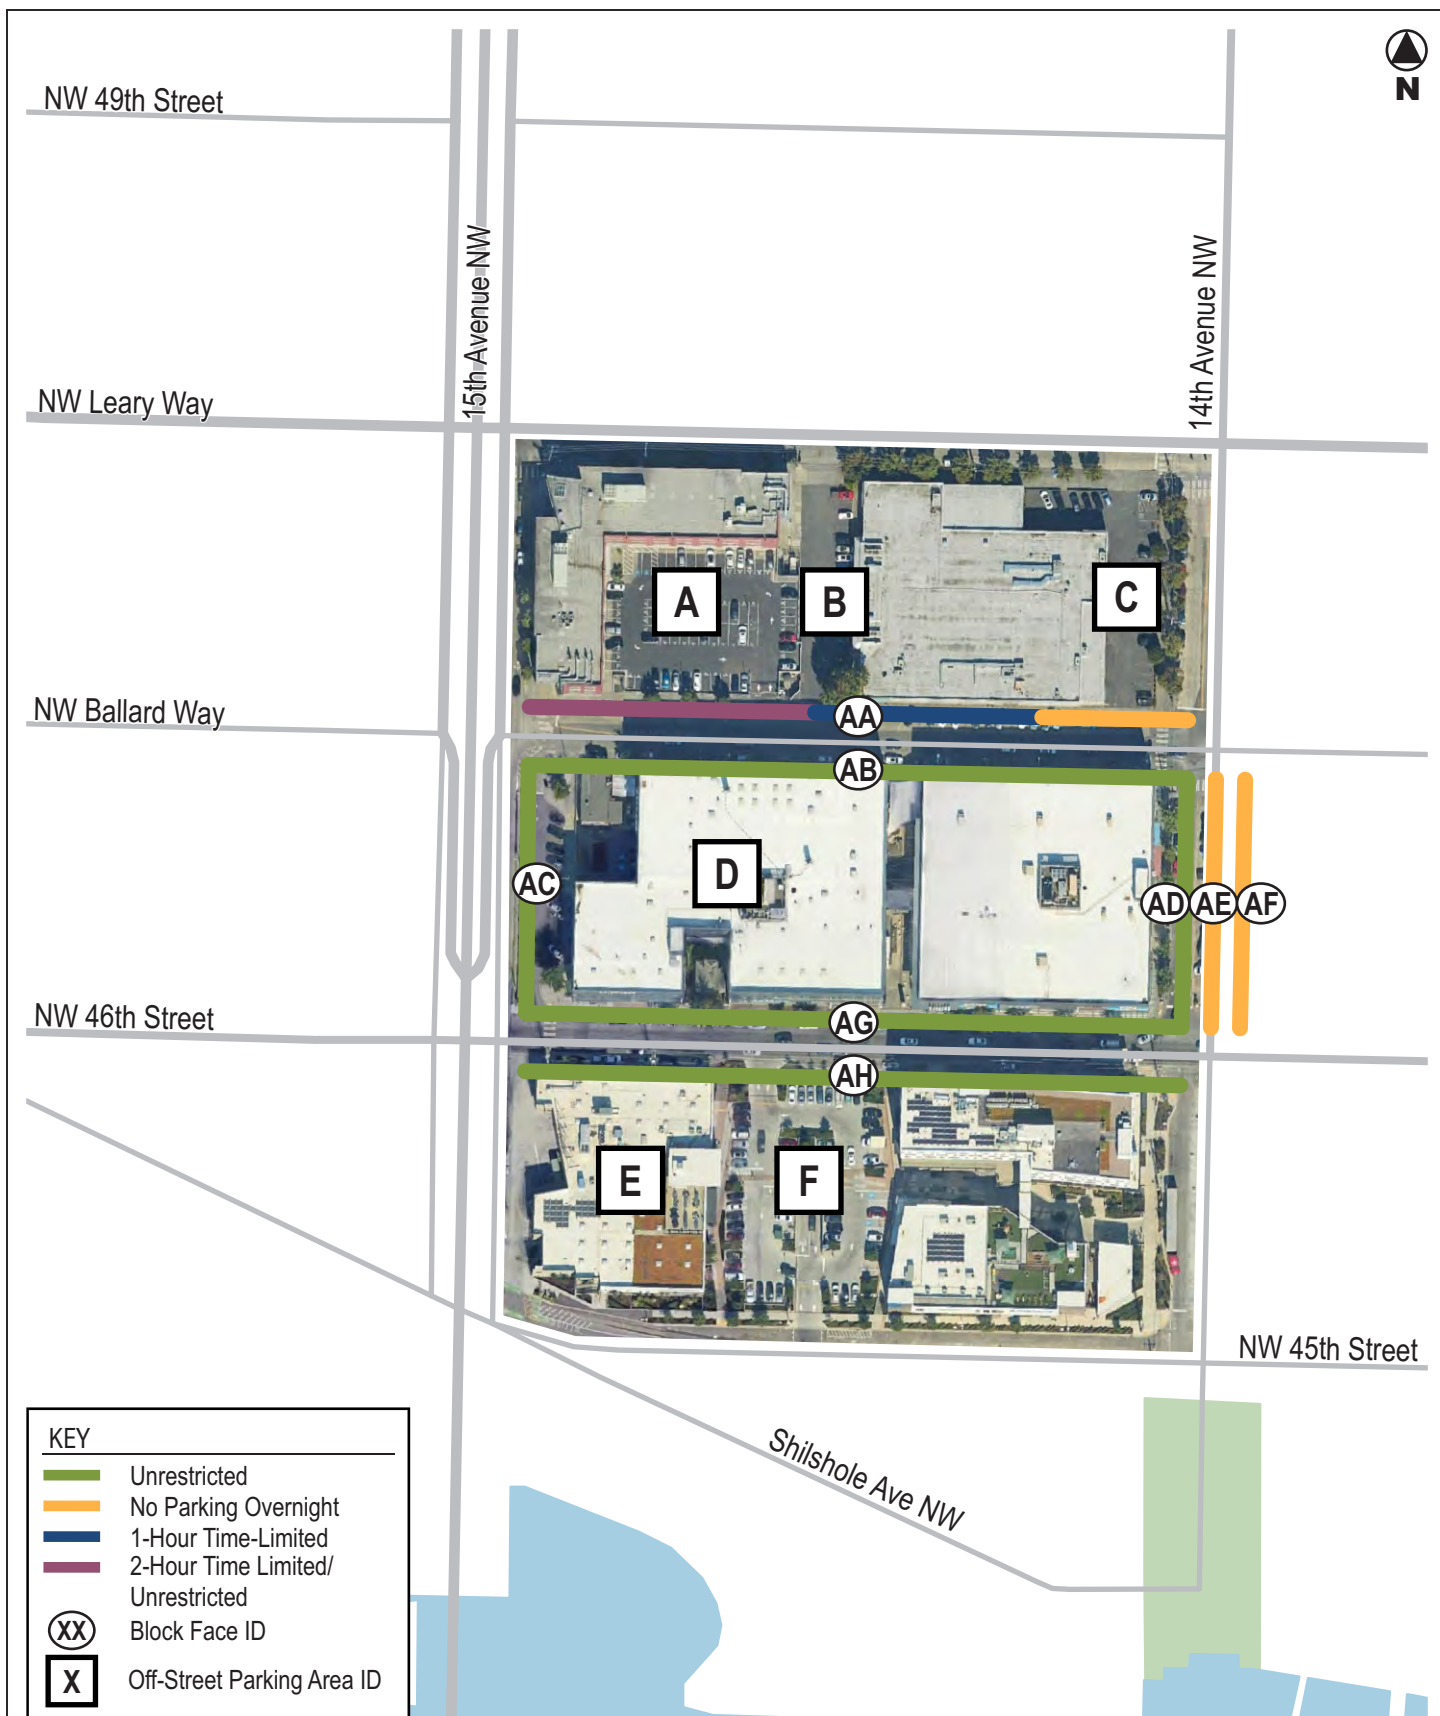 N
NW 49th Street
15th Avenue NW
14th Avenue NW
NW Leary Way
A
B
C
NW Ballard Way
AA
AB
D
AC
AD
AE
AF
NW 46th Street
AG
AH
E
F
NW 45th Street
Shilshole Ave NW
KEY
Unrestricted
No Parking Overnight
1-Hour Time-Limited
2-Hour Time Limited/
Unrestricted
XX
Block Face ID
X
Off-Street Parking Area ID